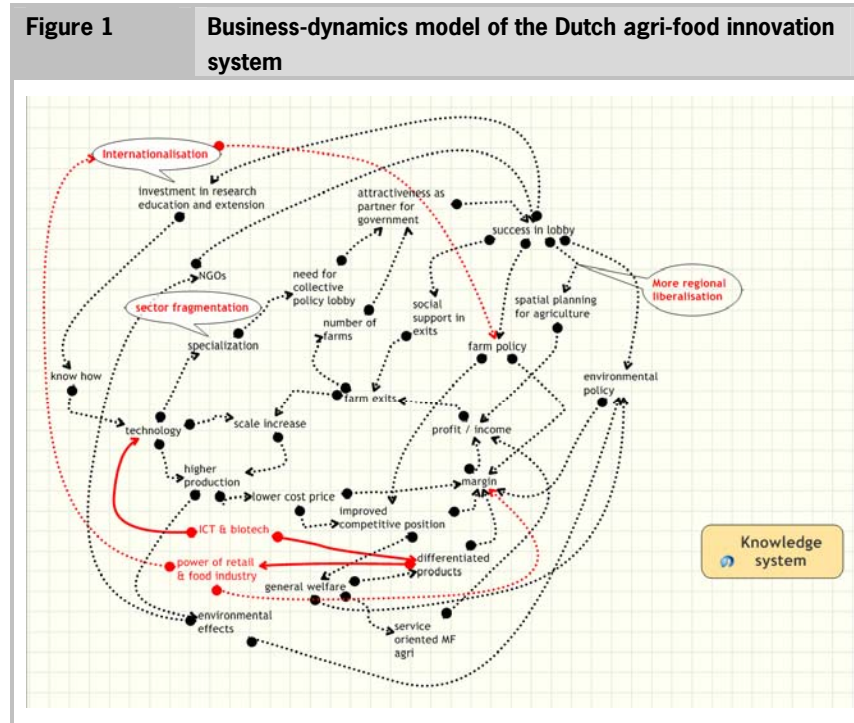 Figure 1
Business-dynamics model of the Dutch agri-food innovation
system
Internationalisation
investment in research
education and extension
attractiveness as
partner for
government
success in lobby
NGOs
need for
collective
policy lobby
More regional
liberalisation
sector fragmentation
number of
farms
social
support in
exits
spatial planning
for agriculture
specialization
farm policy
know how
environmental
policy
farm exits
technology
scale increase
profit / income
higher
production
lower cost price
margin
improved
competitive position
ICT & biotech
Knowledge
system
power of retail
& food industry
differentiated
products
general welfare
environmental
effects
service
oriented MF
agri